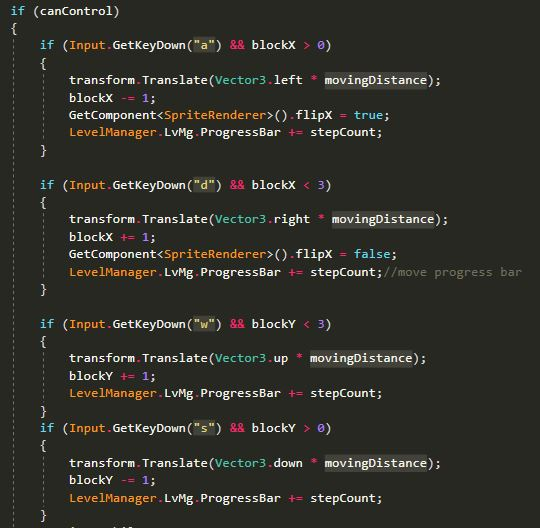 if (canControl)
{
if (Input.GetKeyDown("a") && blockX > 0)
{
transform.Translate(Vector3.left * movingDistance);
blockX -= 1;
GetComponent<SpriteRenderer>().flipX = true;
LevelManager.LvMg.ProgressBar += stepCount;
}
if (Input.GetKeyDown("d") && blockX < 3)
{
transform.Translate(Vector3.right * movingDistance);
blockX += 1;
GetComponent<SpriteRenderer>().flipX = false;
LevelManager.LvMg.ProgressBar += stepCount;//move progress bar
}
if (Input.GetKeyDown("w") && blockY < 3)
{
transform.Translate(Vector3.up * movingDistance);
blockY += 1;
LevelManager.LvMg.ProgressBar += stepCount;
}
if (Input.GetKeyDown("s") && blockY > 0)
{
transform.Translate(Vector3.down * movingDistance);
blockY -= 1;
LevelManager.LvMg.ProgressBar += stepCount;
}